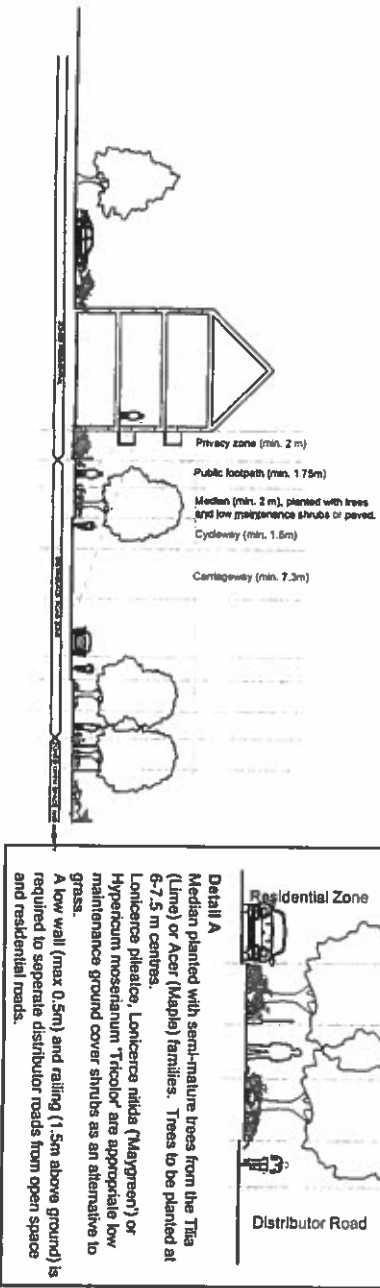 Privacy zone (min. 2 m)
Public footpath (min. 1.75m)
Median (min. 2 m), planted with trees
and low maintenance shrubs or paved.
Cycleway (min. 1.5m)
Carriageway (min. 7.3m)
Residential Zone
Distributor Road
Detail A
Median planted with semi-mature trees from the Tilia
(Lime) or Acer (Maple) families. Trees to be planted at
6-7.5 m centres.
Lonicerce pileatce, Lonicerce nitida ('Maygreen') or
Hypericum moserianum 'Tricolor' are appropriate low
maintenance ground cover shrubs as an alternative to
grass.
A low wall (max 0.5m) and railing (1.5m above ground) is
required to seperate distributor roads from open space
and residential roads.